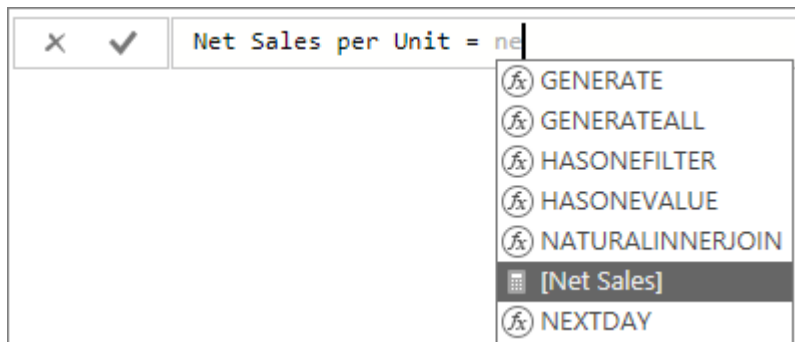 Net Sales per Unit = ne
GENERATE
GENERATEALL
HASONEFILTER
HASONEVALUE
NATURALINNERJOIN
[Net Sales]
NEXTDAY